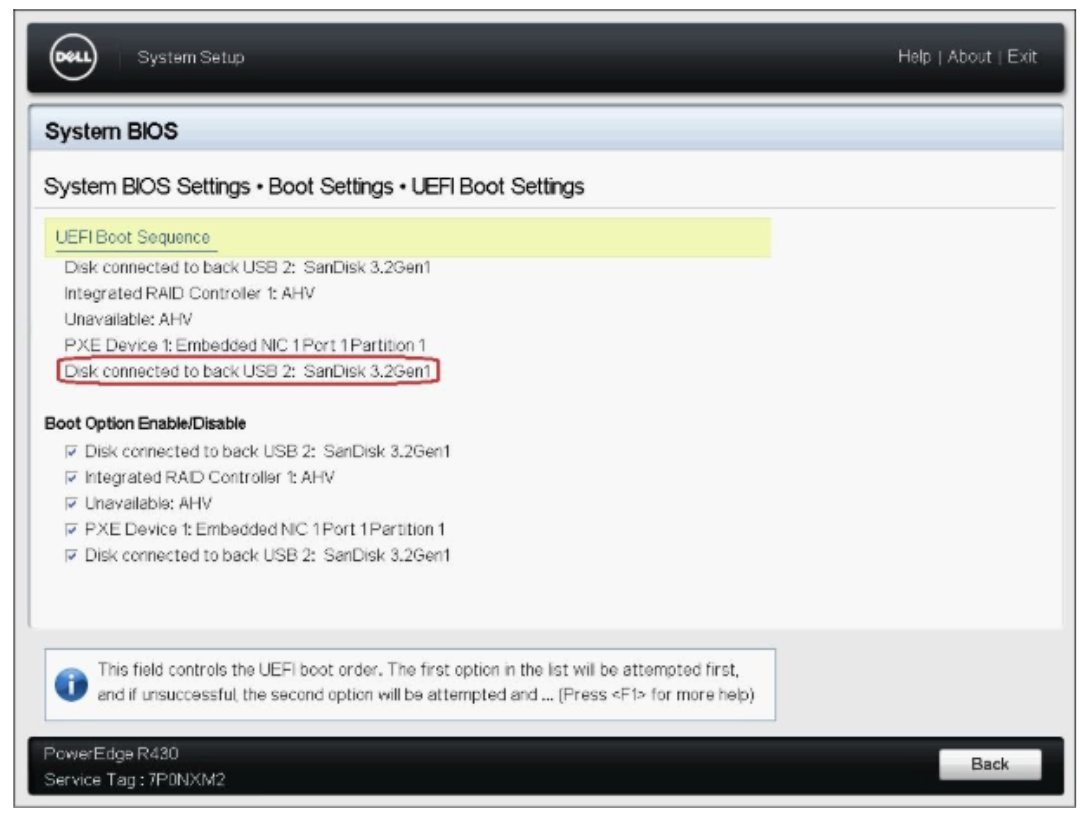 DELL
System Setup
Help | About | Exit
System BIOS
System BIOS Settings • Boot Settings • UEFI Boot Settings
UEFI Boot Sequence
Disk connected to back USB 2: SanDisk 3.2Gen1
Integrated RAID Controller 1: AHV
Unavailable: AHV
PXE Device 1: Embedded NIC 1 Port 1 Partition 1
Disk connected to back USB 2: SanDisk 3.2Gen1
Boot Option Enable/Disable
Disk connected to back USB 2: SanDisk 3.2Gen1
Integrated RAID Controller 1: AHV
Unavailable: AHV
PXE Device 1: Embedded NIC 1 Port 1 Partition 1
Disk connected to back USB 2: SanDisk 3.2Gen1
This field controls the UEFI boot order. The first option in the list will be attempted first,
and if unsuccessful, the second option will be attempted and ... (Press <F1> for more help)
PowerEdge R430
Service Tag : 7P0NXM2
Back